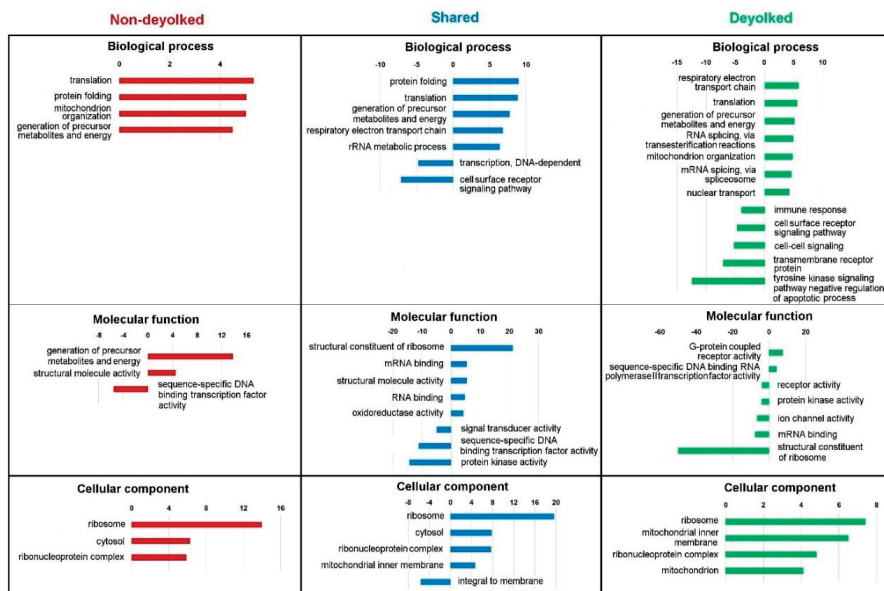 Non-deyolked
Shared
Deyolked
Biological process
0 2 4
translation
protein folding
mitochondrion
organization
generation of precursor
metabolites and energy
Biological process
-10 -5 0 5 10
protein folding
translation
generation of precursor
metabolites and energy
respiratory electron transport chain
rRNA metabolic process
transcription, DNA-dependent
cell surface receptor
signaling pathway
Biological process
-15 -10 -5 0 5 10
respiratory electron
transport chain
translation
generation of precursor
metabolites and energy
RNA splicing, via
transesterification reactions
mitochondrion organization
mRNA spicing, via
spliceosome
nuclear transport
immune response
cell surface receptor
signaling pathway
cell-cell signaling
transmembrane receptor
protein
tyrosine kinase signaling
pathway negative regulation
of apoptotic process
Molecular function
-8 -4 0 4 8 12 16
generation of precursor
metabolites and energy
structural molecule activity
sequence-specific DNA
binding transcription factor
activity
Molecular function
-20 -10 0 10 20 30
structural constituent of ribosome
mRNA binding
structural molecule activity
RNA binding
oxidoreductase activity
signal transducer activity
sequence-specific DNA
binding transcription factor activity
protein kinase activity
Molecular function
-60 -40 -20 0 20
G-protein coupled
receptor activity
sequence-specific DNA binding RNA
polymerase II transcription factor activity
receptor activity
protein kinase activity
ion channel activity
mRNA binding
structural constituent
of ribosome
Cellular component
0 4 8 12 16
ribosome
cytosol
ribonucleoprotein complex
Cellular component
-8 -4 0 4 8 12 16 20
ribosome
cytosol
ribonucleoprotein complex
mitochondrial inner membrane
integral to membrane
Cellular component
0 2 4 6 8
ribosome
mitochondrial inner
membrane
ribonucleoprotein complex
mitochondrion